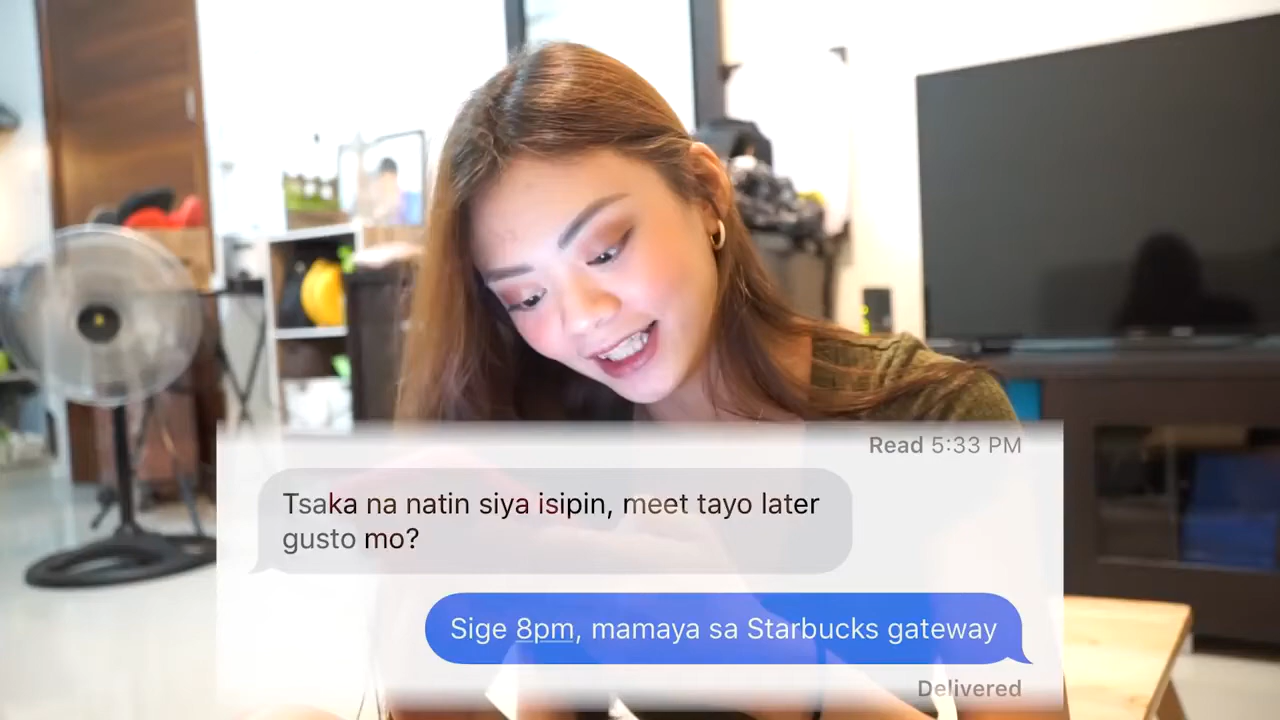 Read 5:33 PM
Tsaka na natin siya isipin, meet tayo later
gusto mo?
Sige 8pm, mamaya sa Starbucks gateway
Delivered